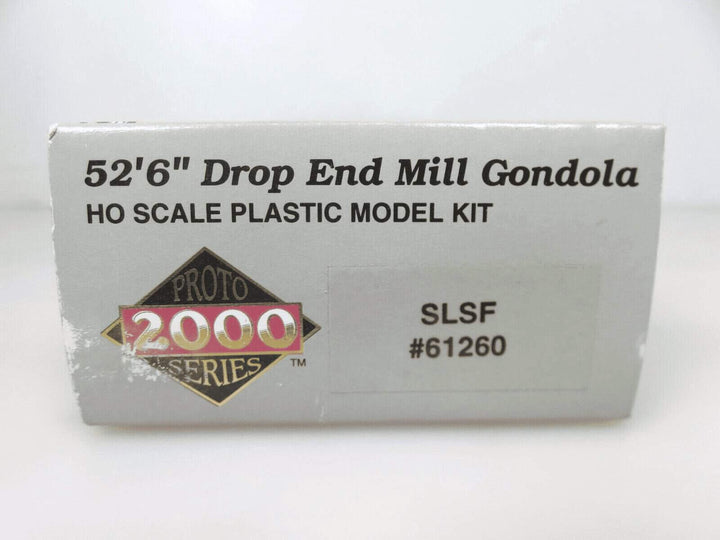 52'6" Drop End Mill Gondola
HO SCALE PLASTIC MODEL KIT
PROTO
2000
SERIES
TM
SLSF
#61260